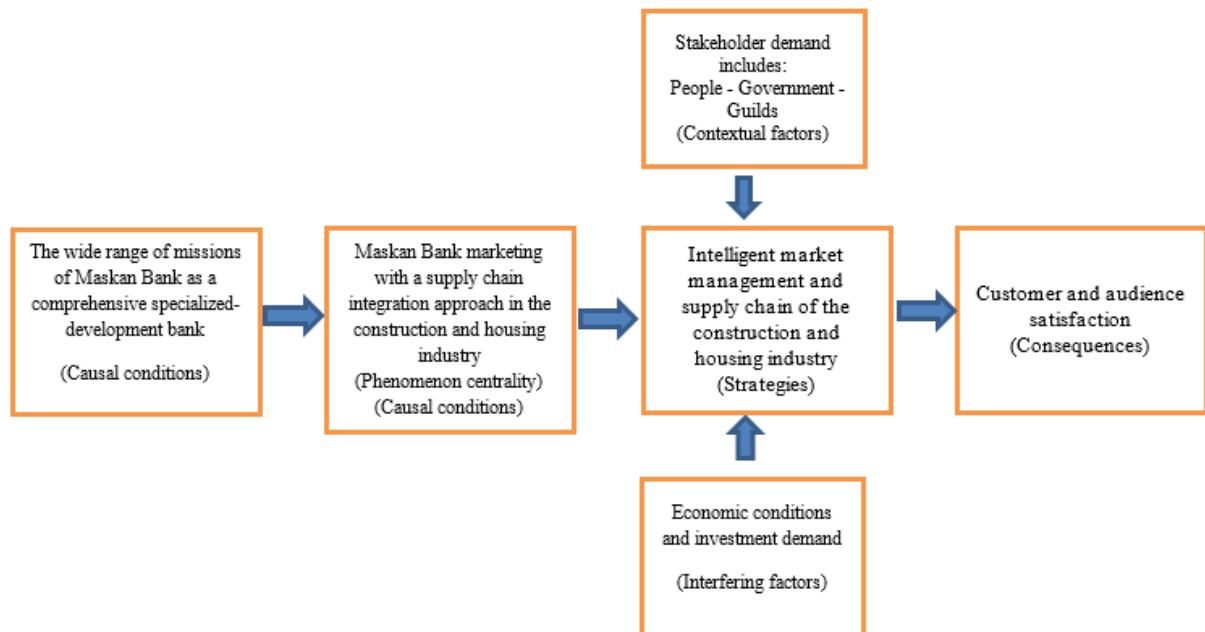 Stakeholder demand
includes:
People - Government -
Guilds
(Contextual factors)
The wide range of missions
of Maskan Bank as a
comprehensive specialized-
development bank
(Causal conditions)
Maskan Bank marketing
with a supply chain
integration approach in the
construction and housing
industry
(Phenomenon centrality)
(Causal conditions)
Intelligent market
management and
supply chain of the
construction and
housing industry
(Strategies)
Customer and audience
satisfaction
(Consequences)
Economic conditions
and investment demand
(Interfering factors)